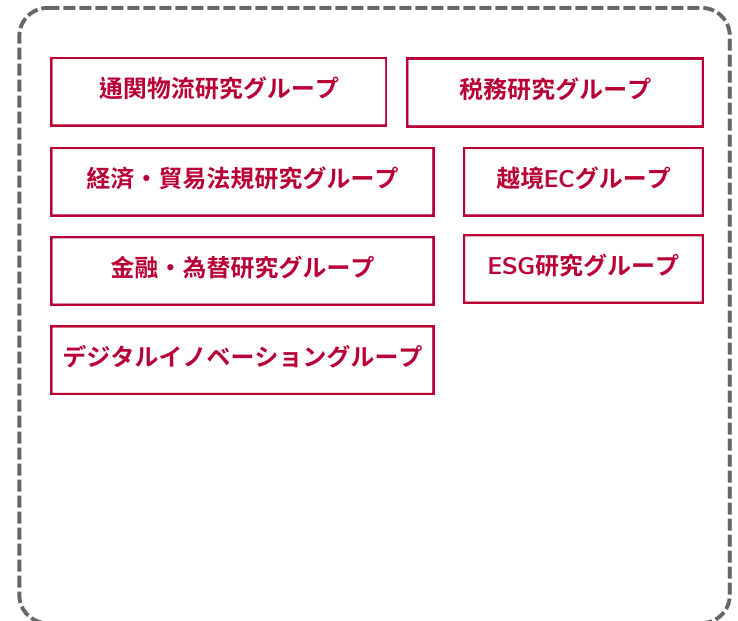 通関物流研究グループ
税務研究グループ
経済・貿易法規研究グループ
越境ECグループ
金融・為替研究グループ
ESG研究グループ
デジタルイノベーショングループ